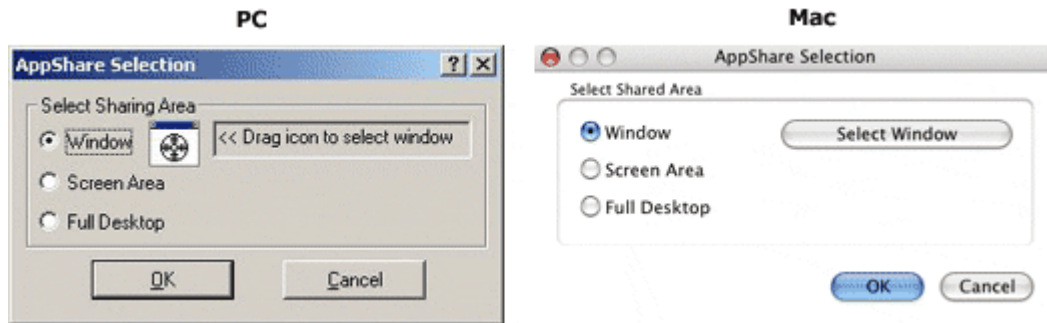 PC
AppShare Selection
Select Sharing Area
Window
<< Drag icon to select window
Screen Area
Full Desktop
OK
Cancel
Mac
AppShare Selection
Select Shared Area
Window
Select Window
Screen Area
Full Desktop
OK
Cancel